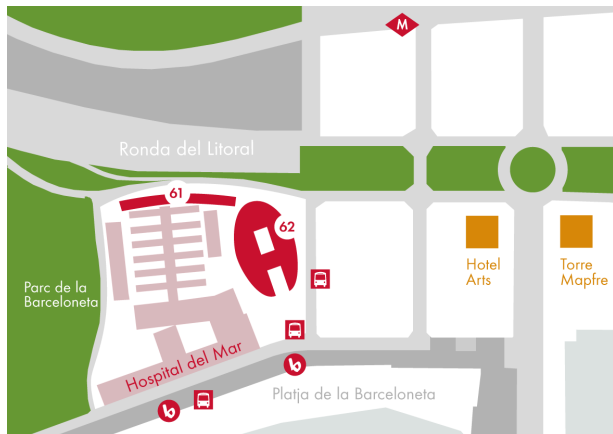 M
Ronda del Litoral
61
62
Parc de la
Barceloneta
Hotel
Arts
Torre
Mapfre
Hospital del Mar
b
b
Platja de la Barceloneta